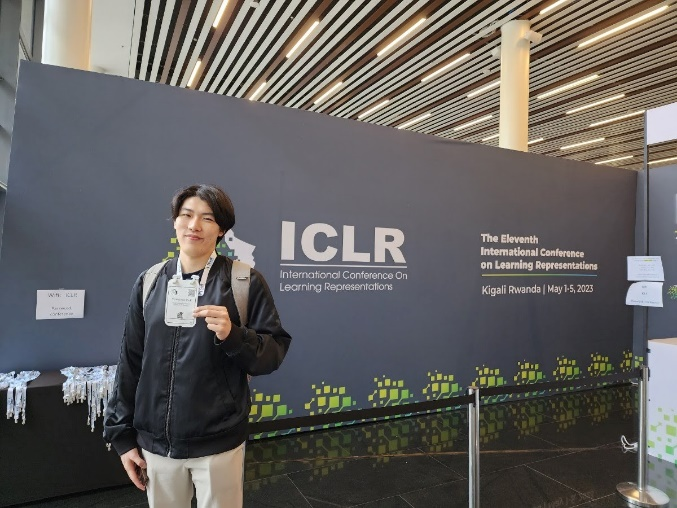 ICLR
International Conference On
Learning Representations
The Eleventh
International Conference
on Learning Representations
Kigali Rwanda | May 1-5, 2023